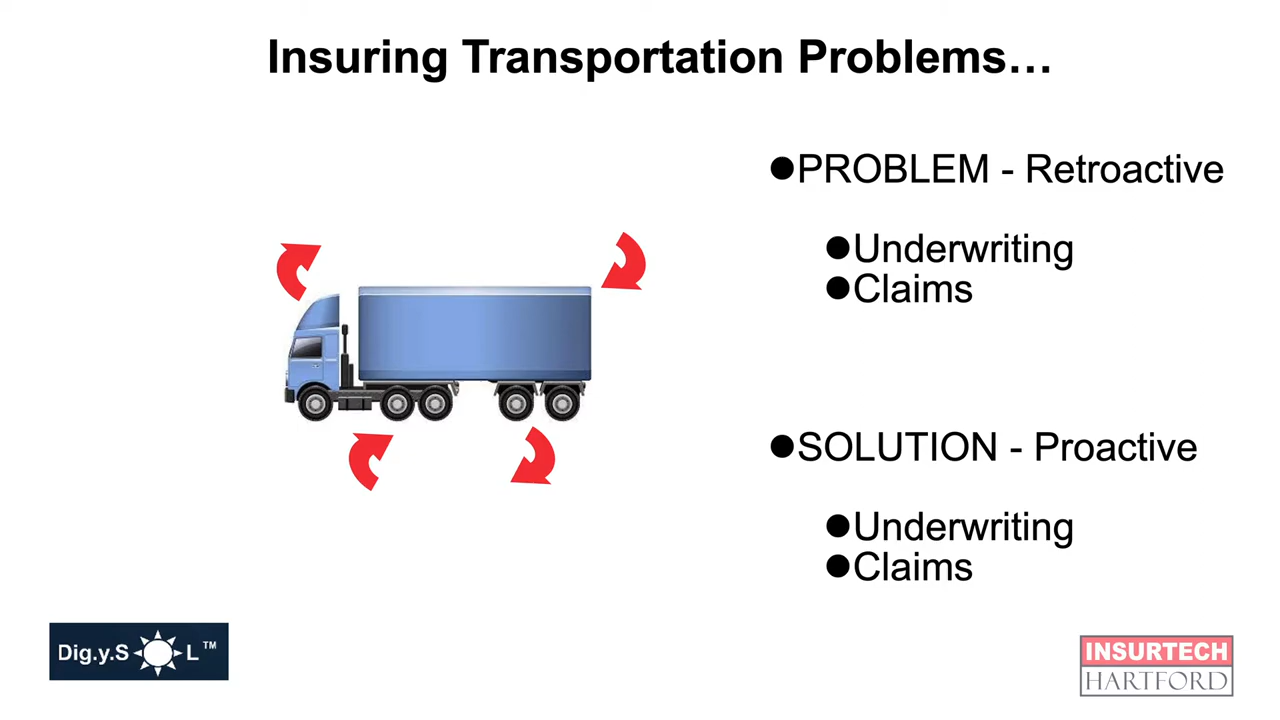 Insuring Transportation Problems…
●PROBLEM - Retroactive
●Underwriting
●Claims
●SOLUTION - Proactive
●Underwriting
●Claims
Dig.y.S L™
INSURTECH
HARTFORD